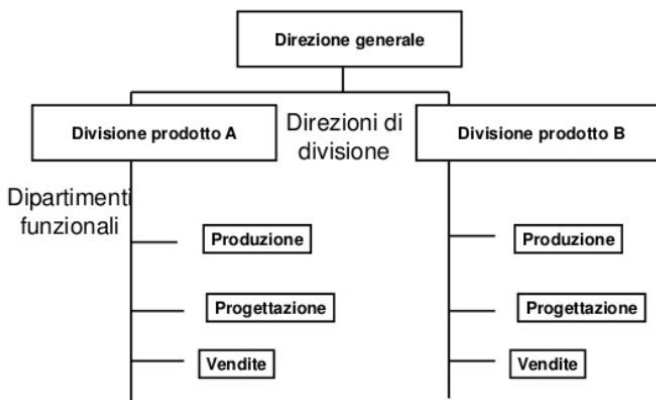 Direzione generale
Divisione prodotto A
Direzioni di
divisione
Divisione prodotto B
Dipartimenti
funzionali
Produzione
Produzione
Progettazione
Progettazione
Vendite
Vendite